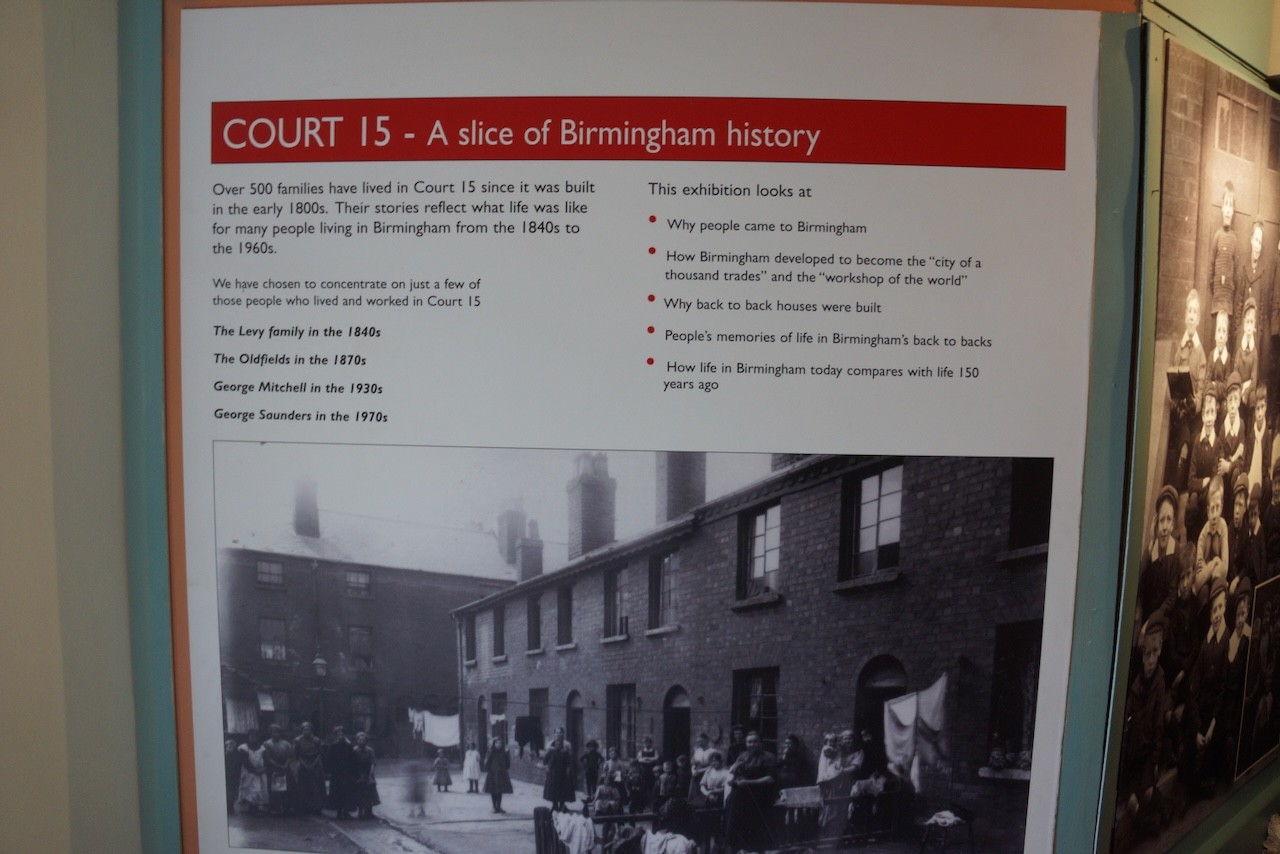 COURT 15 - A slice of Birmingham history
Over 500 families have lived in Court 15 since it was built
in the early 1800s. Their stories reflect what life was like
for many people living in Birmingham from the 1840s to
the 1960s.
We have chosen to concentrate on just a few of
those people who lived and worked in Court 15
The Levy family in the 1840s
The Oldfields in the 1870s
George Mitchell in the 1930s
George Saunders in the 1970s
This exhibition looks at
• Why people came to Birmingham
• How Birmingham developed to become the “city of a
thousand trades” and the “workshop of the world”
• Why back to back houses were built
• People’s memories of life in Birmingham’s back to backs
• How life in Birmingham today compares with life 150
years ago